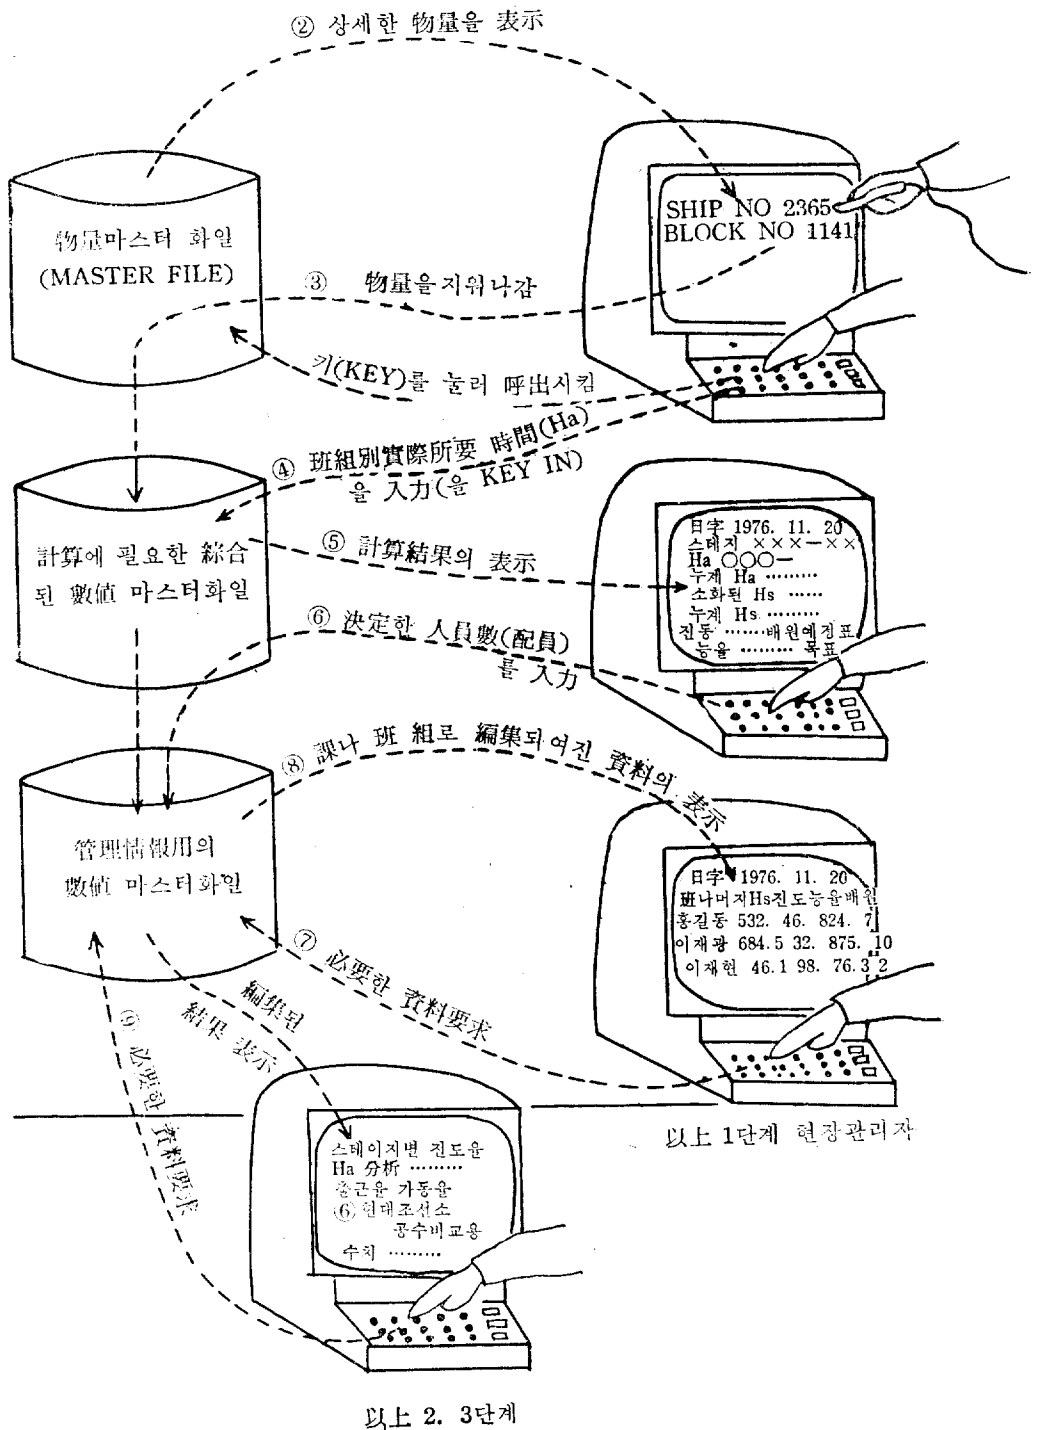 ② 상세한 物量을 表示
SHIP NO 2365
BLOCK NO 1141
物量마스터 화일
(MASTER FILE)
③ 物量을지워나감
키(KEY)를 눌러 呼出시킴
④ 班組別實際所要 時間(Ha)
을 入力(을 KEY IN)
計算에 필요한 綜合
된 數値 마스터화일
⑤ 計算結果의 表示
日字 1976. 11. 20
스테지 ×××－××
Ha ○○○－
누계 Ha ………
소화된 Hs ……
누계 Hs ………
진동 ……배원예정표
능율 ……… 목표
⑥ 決定한 人員數(配員)
를 入力
⑧ 課나 班 組로 編集되여진 資料의 表示
管理情報用의
數値 마스터화일
日字 1976. 11. 20
班나머지Hs진도능율배원
홍길동 532. 46. 824. 7
이재광 684.5 32. 875. 10
이재현 46.1 98. 76.3 2
⑦ 必要한 資料要求
編集된
結果 表示
⑨ 必要한 資料要求
以上 1단계 현장관리자
스테이지변 진도율
Ha 分析 ………
출근율 가동율
⑥ 현대조선소
공수비교용
수치 ………
以上 2. 3단계